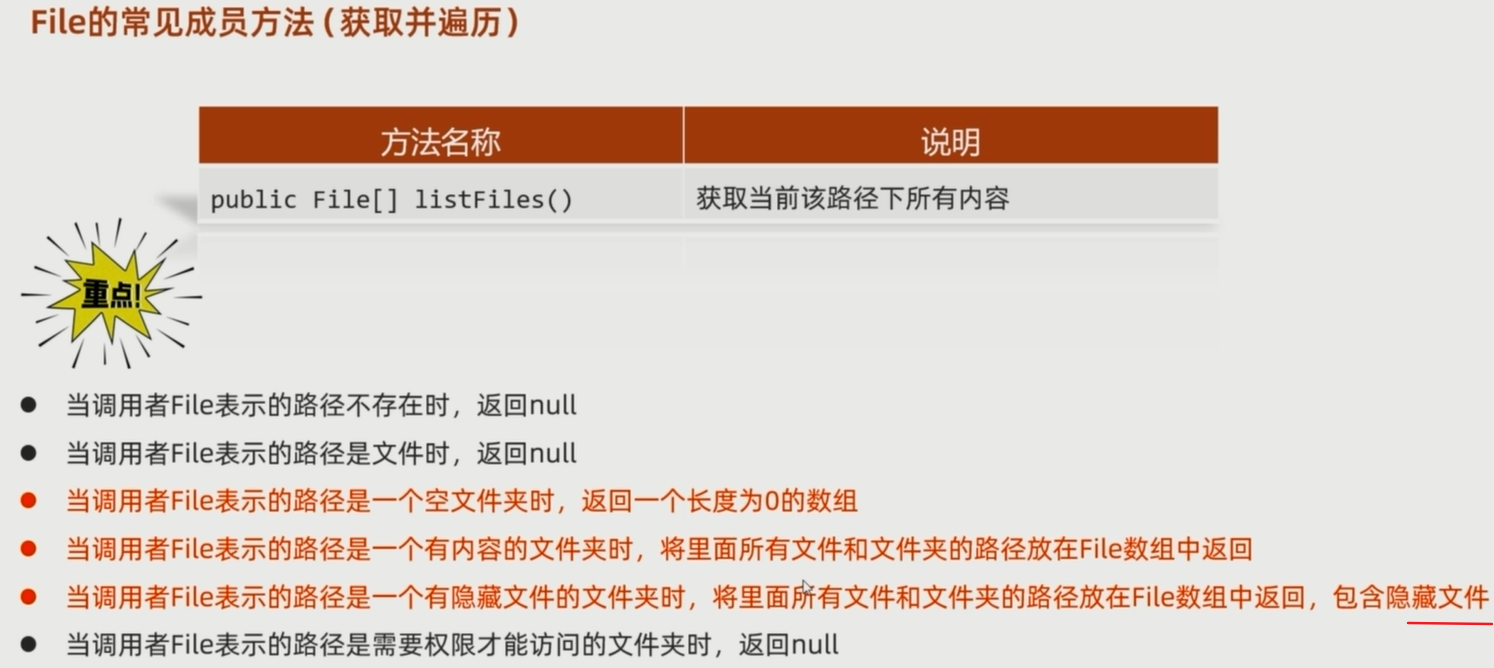 File的常见成员方法(获取并遍历)
方法名称 说明
public File[] listFiles() 获取当前该路径下所有内容
重点!
当调用者File表示的路径不存在时，返回null
当调用者File表示的路径是文件时，返回null
当调用者File表示的路径是一个空文件夹时，返回一个长度为0的数组
当调用者File表示的路径是一个有内容的文件夹时，将里面所有文件和文件夹的路径放在File数组中返回
当调用者File表示的路径是一个有隐藏文件的文件夹时，将里面所有文件和文件夹的路径放在File数组中返回，包含隐藏文件
当调用者File表示的路径是需要权限才能访问的文件夹时，返回null